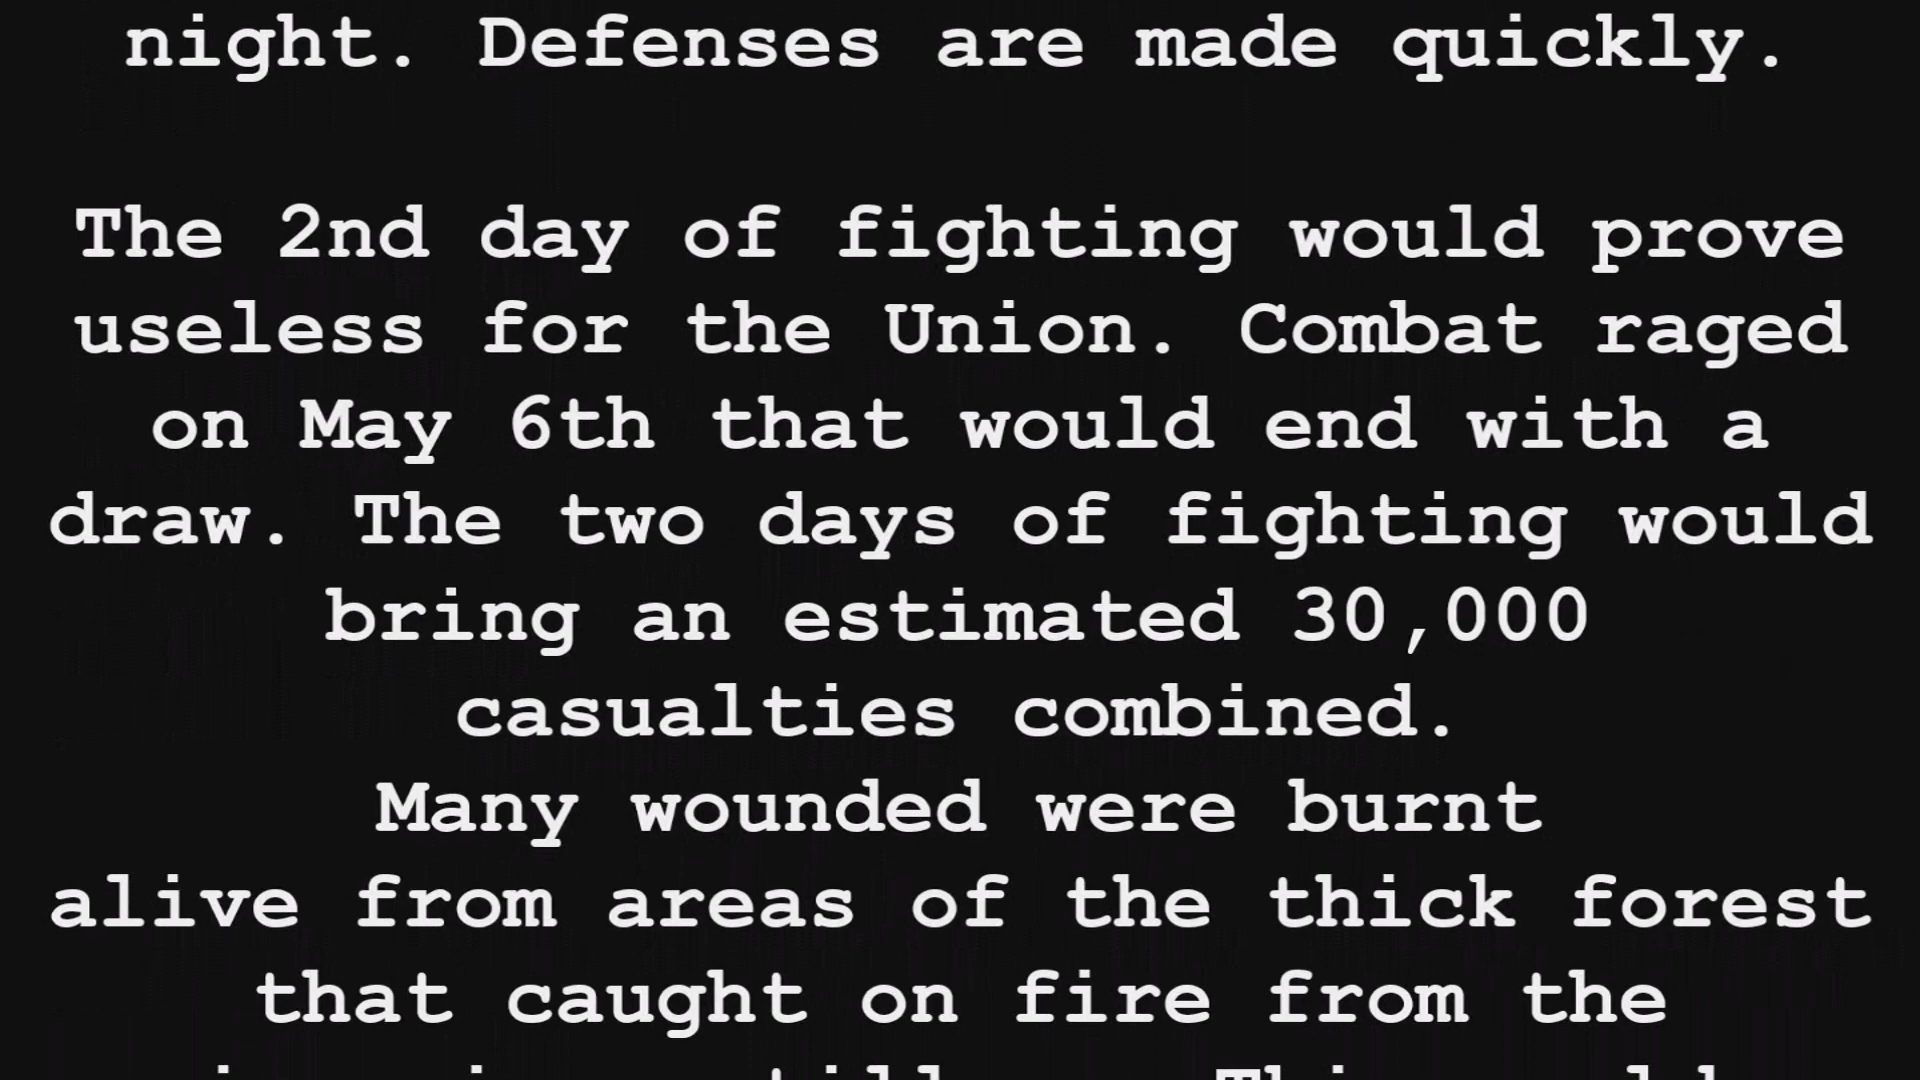 night. Defenses are made quickly.
The 2nd day of fighting would prove
useless for the Union. Combat raged
on May 6th that would end with a
draw. The two days of fighting would
bring an estimated 30,000
casualties combined.
Many wounded were burnt
alive from areas of the thick forest
that caught on fire from the